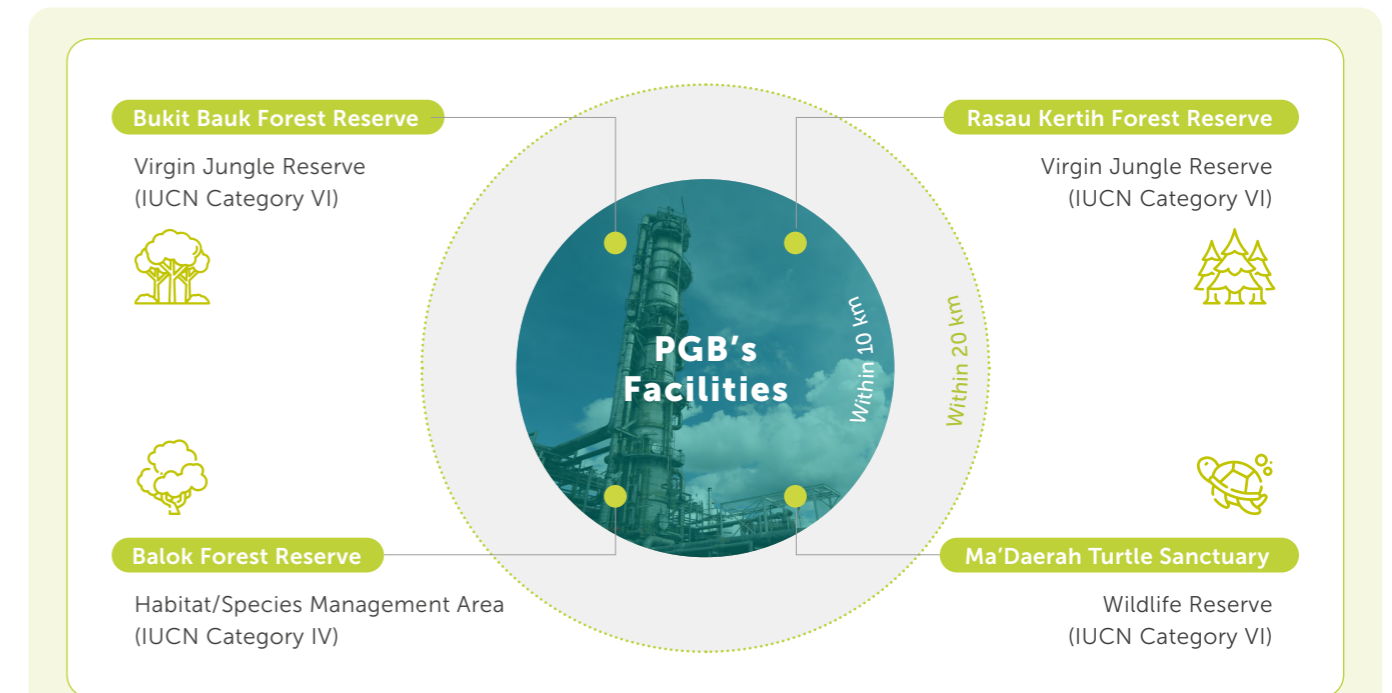 Bukit Bauk Forest Reserve
Virgin Jungle Reserve
(IUCN Category VI)
Rasau Kertih Forest Reserve
Virgin Jungle Reserve
(IUCN Category VI)
PGB's
Facilities
Within 10 km
Within 20 km
Balok Forest Reserve
Habitat/Species Management Area
(IUCN Category IV)
Ma'Daerah Turtle Sanctuary
Wildlife Reserve
(IUCN Category VI)